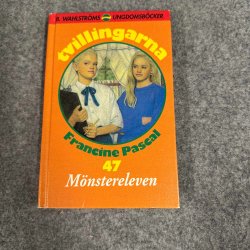 B. WAHLSTRÖMS UNGDOMSBÖCKER
tvillingarna
Francine Pascal
47
Mönstereleven